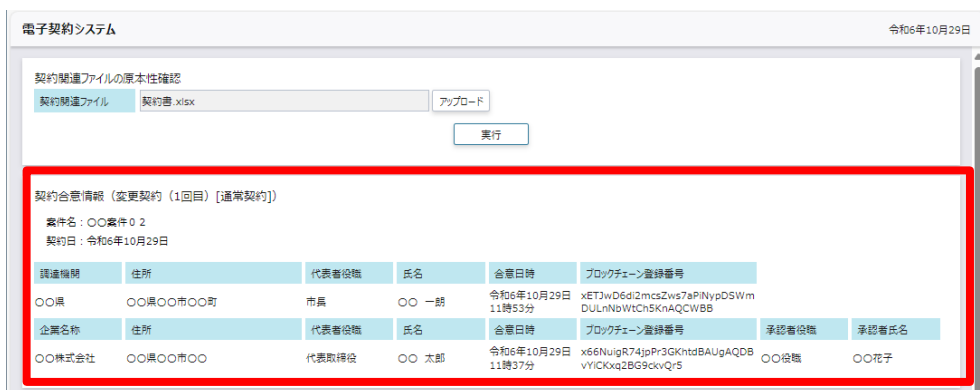 電子契約システム 令和6年10月29日
契約関連ファイルの原本性確認
契約関連ファイル 契約書.xlsx アップロード
実行
契約合意情報（変更契約（1回目）[通常契約]）
案件名：〇〇案件０２
契約日：令和6年10月29日
調達機関 住所 代表者役職 氏名 合意日時 ブロックチェーン登録番号
〇〇県 〇〇県〇〇市〇〇町 市長 〇〇 一朗 令和6年10月29日 xETJwD6di2mcsZws7aPiNypDSWm
11時53分 DULnNbWtCh5KnAQCWBB
企業名称 住所 代表者役職 氏名 合意日時 ブロックチェーン登録番号 承認者役職 承認者氏名
〇〇株式会社 〇〇県〇〇市〇〇 代表取締役 〇〇 太郎 令和6年10月29日 x66NuigR74jpPr3GKhtdBAUgAQDB 〇〇役職 〇〇花子
11時37分 vYiCKxq2BG9ckvQr5